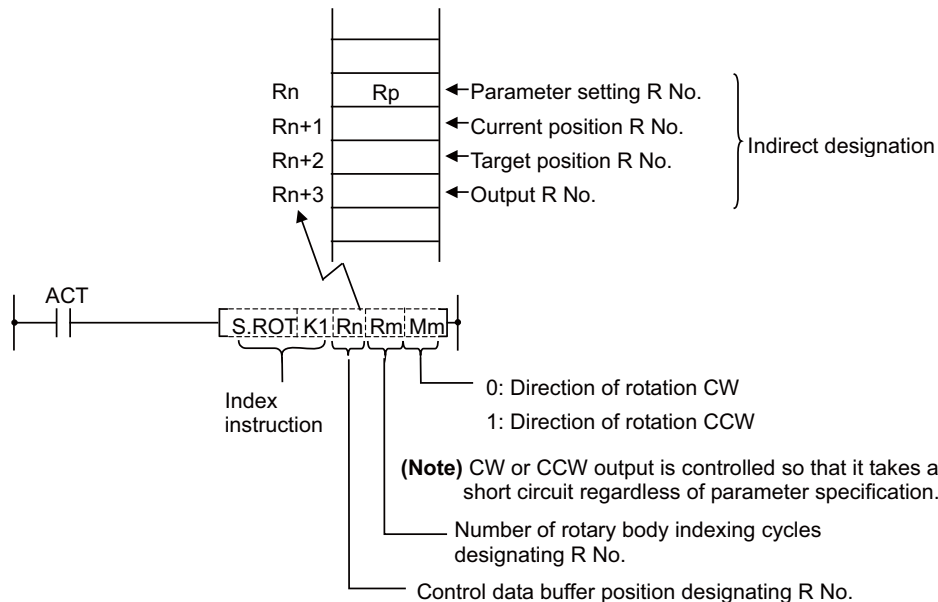 Rn Rp Parameter setting R No.
Rn+1 Current position R No.
Indirect designation
Rn+2 Target position R No.
Rn+3 Output R No.
ACT
S.ROT K1 Rn Rm Mm
0: Direction of rotation CW
Index
instruction
1: Direction of rotation CCW
(Note) CW or CCW output is controlled so that it takes a
short circuit regardless of parameter specification.
Number of rotary body indexing cycles
designating R No.
Control data buffer position designating R No.